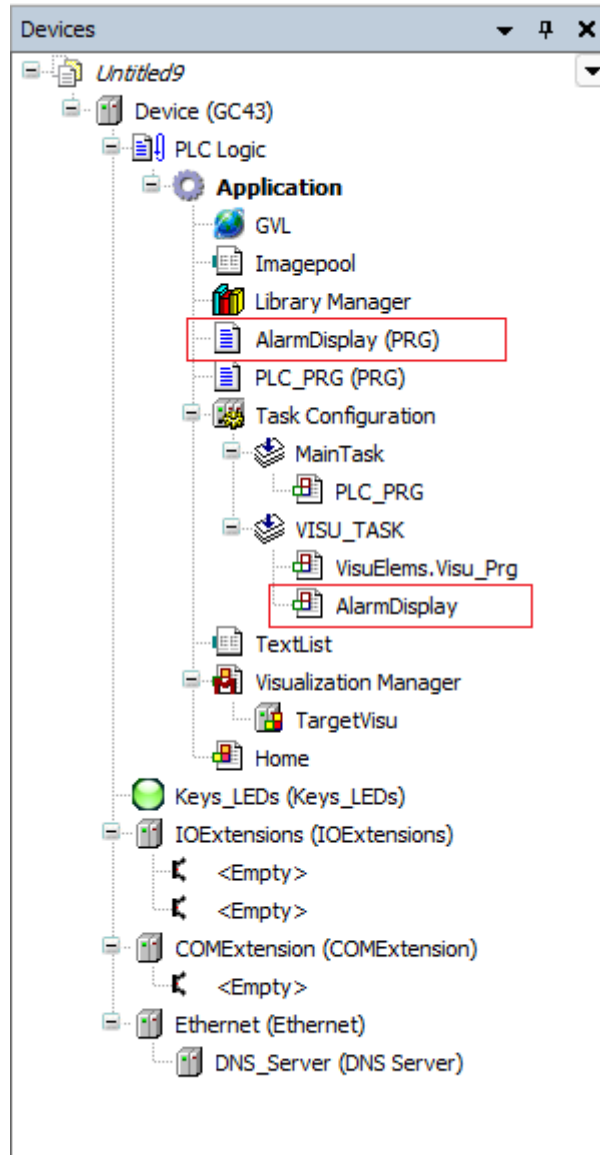 Devices
Untitled9
Device (GC43)
PLC Logic
Application
GVL
Imagepool
Library Manager
AlarmDisplay (PRG)
PLC_PRG (PRG)
Task Configuration
MainTask
PLC_PRG
VISU_TASK
VisuElems.Visu_Prg
AlarmDisplay
TextList
Visualization Manager
TargetVisu
Home
Keys_LEDs (Keys_LEDs)
IOExtensions (IOExtensions)
<Empty>
<Empty>
COMExtension (COMExtension)
<Empty>
Ethernet (Ethernet)
DNS_Server (DNS Server)